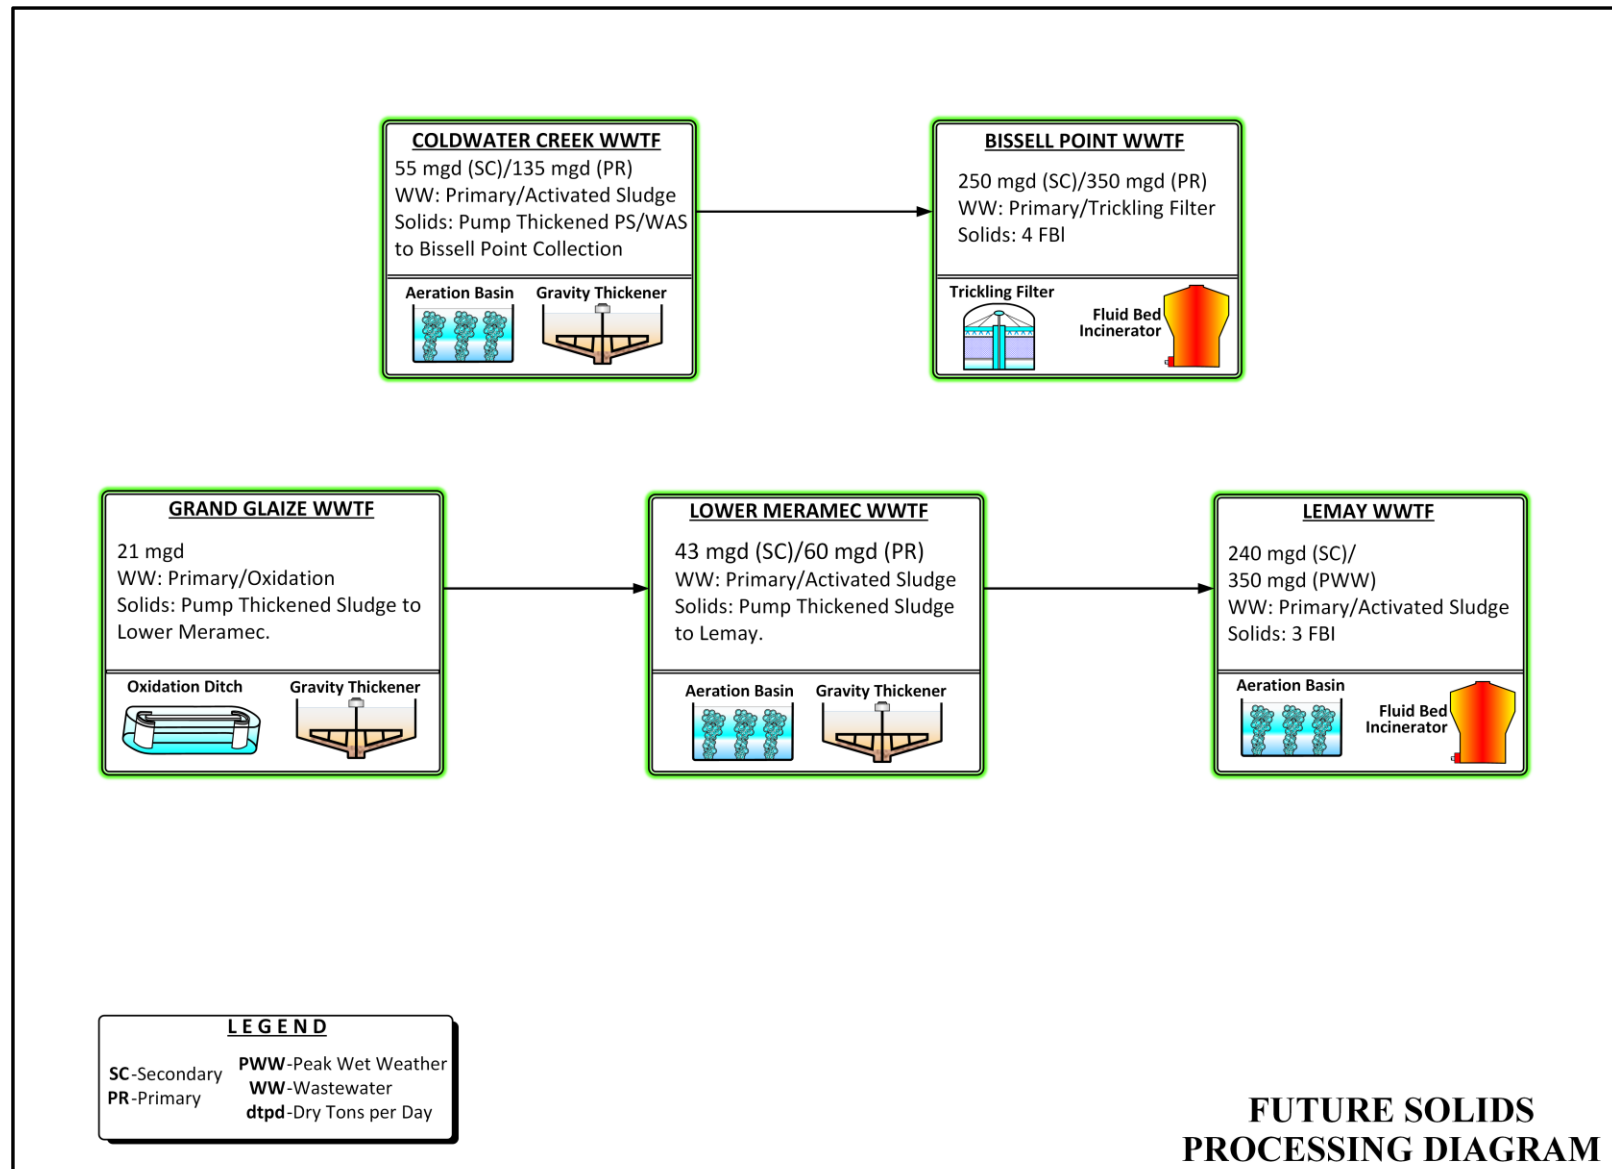 COLDWATER CREEK WWTF
55 mgd (SC)/135 mgd (PR)
WW: Primary/Activated Sludge
Solids: Pump Thickened PS/WAS
to Bissell Point Collection
Aeration Basin
Gravity Thickener
BISSELL POINT WWTF
250 mgd (SC)/350 mgd (PR)
WW: Primary/Trickling Filter
Solids: 4 FBI
Trickling Filter
Fluid Bed
Incinerator
GRAND GLAIZE WWTF
21 mgd
WW: Primary/Oxidation
Solids: Pump Thickened Sludge to
Lower Meramec.
Oxidation Ditch
Gravity Thickener
LOWER MERAMEC WWTF
43 mgd (SC)/60 mgd (PR)
WW: Primary/Activated Sludge
Solids: Pump Thickened Sludge
to Lemay.
Aeration Basin
Gravity Thickener
LEMAY WWTF
240 mgd (SC)/
350 mgd (PWW)
WW: Primary/Activated Sludge
Solids: 3 FBI
Aeration Basin
Fluid Bed
Incinerator
LEGEND
SC-Secondary
PR-Primary
PWW-Peak Wet Weather
WW-Wastewater
dtpd-Dry Tons per Day
FUTURE SOLIDS
PROCESSING DIAGRAM